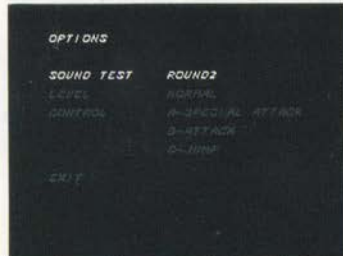 OPTIONS
SOUND TEST ROUND2
LEVEL NORMAL
CONTROL A-SPECIAL ATTACK
B-ATTACK
C-JUMP
EXIT